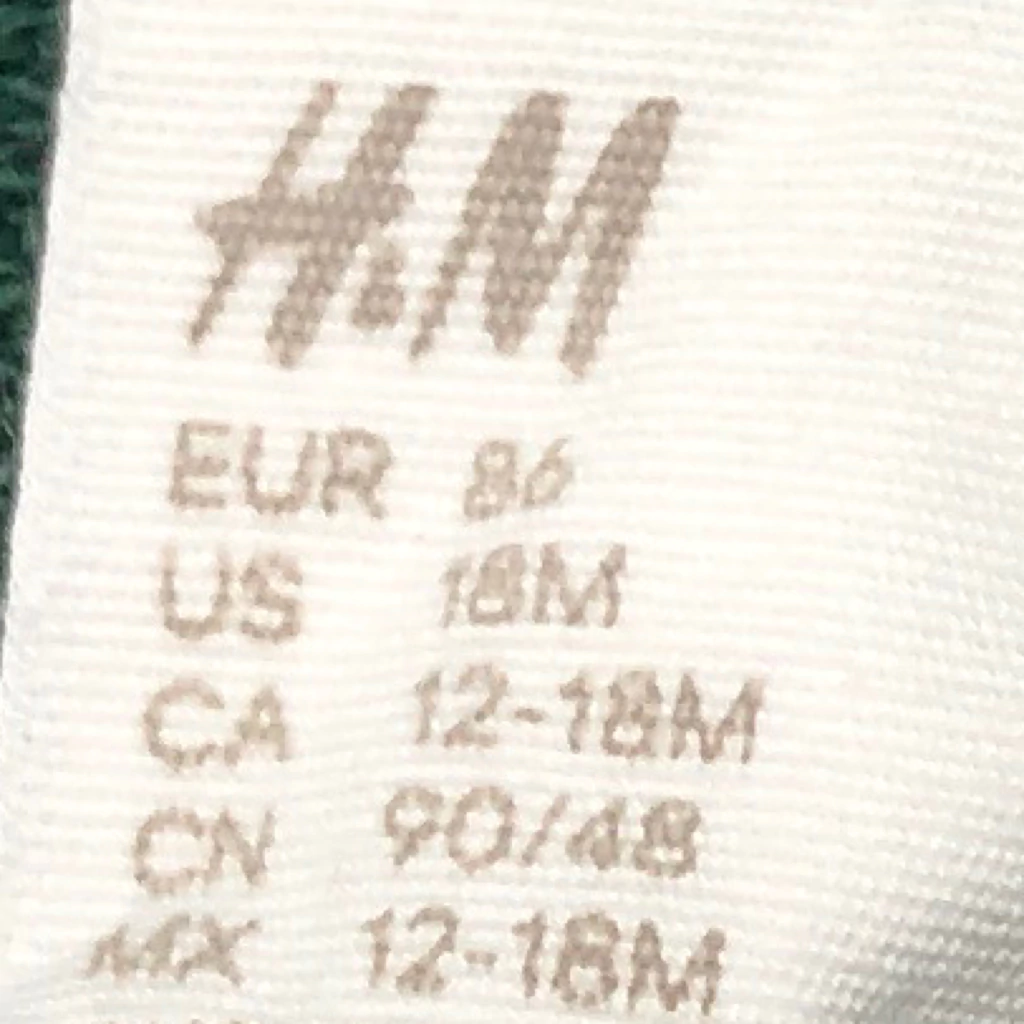 H&M
EUR 86
US 18M
CA 12-18M
CN 90/48
MX 12-18M